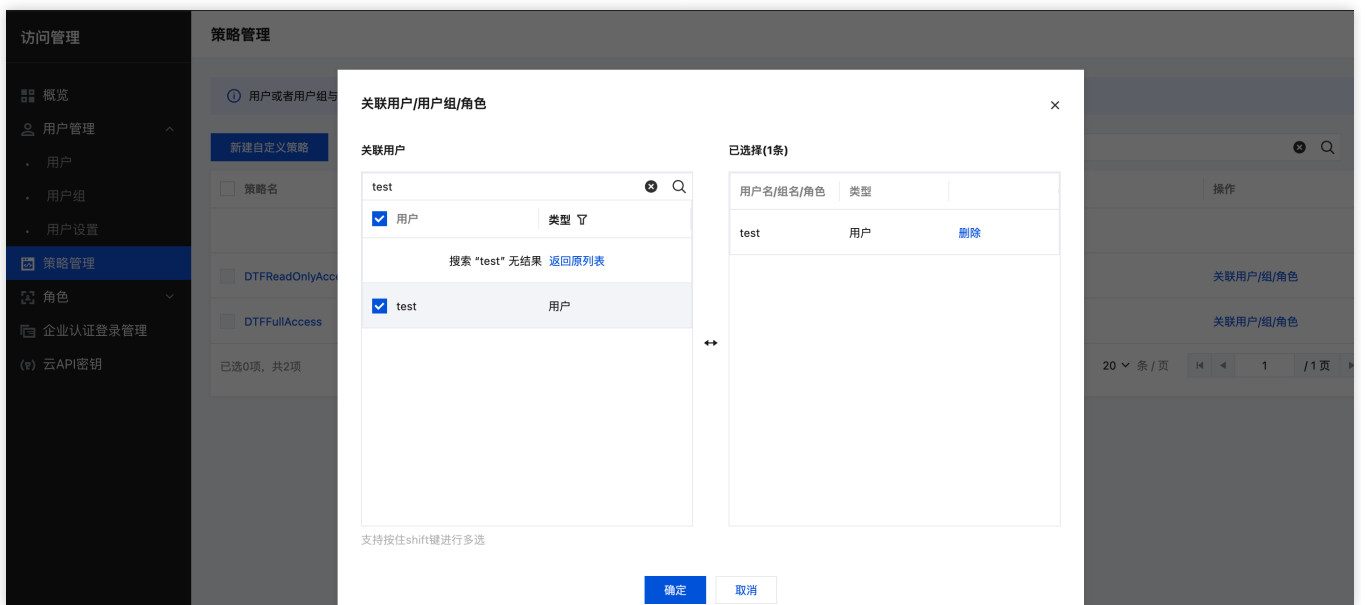 访问管理
概览
用户管理
用户
用户组
用户设置
策略管理
角色
企业认证登录管理
云API密钥
策略管理
用户或者用户组与
新建自定义策略
策略名
操作
DTFReadOnlyAcce
关联用户/组/角色
DTFFullAccess
关联用户/组/角色
已选0项，共2项
20 条 / 页
1
/ 1 页
关联用户/用户组/角色
关联用户
test
用户
类型
搜索 “test” 无结果 返回原列表
test
用户
支持按住shift键进行多选
已选择(1条)
用户名/组名/角色
类型
test
用户
删除
确定
取消